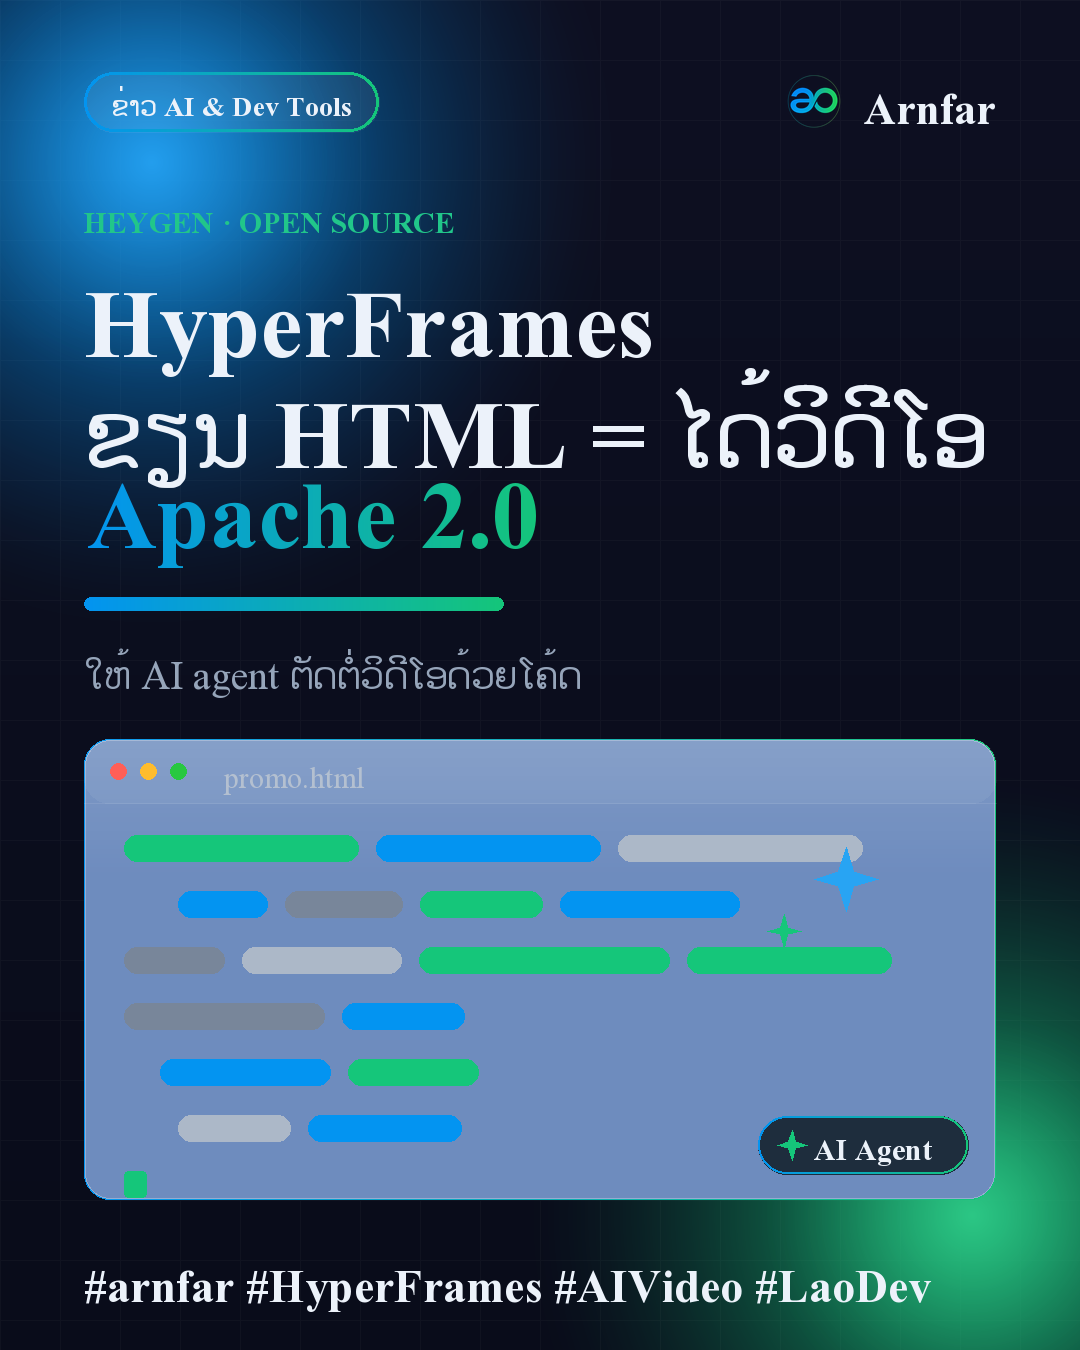 ຂ່າວ AI & Dev Tools
Arnfar
HEYGEN · OPEN SOURCE
HyperFrames
ຂຽນ HTML = ໄດ້ວິດີໂອ
Apache 2.0
ໃຫ້ AI agent ຕັດຕໍ່ວິດີໂອດ້ວຍໂຄ້ດ
promo.html
AI Agent
#arnfar #HyperFrames #AIVideo #LaoDev